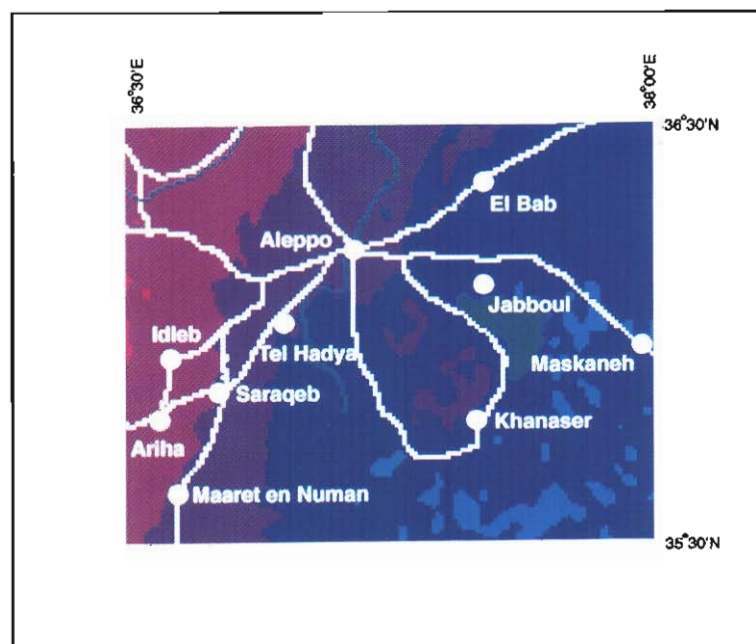 36°30'E
38°00'E
36°30'N
El Bab
Aleppo
Jabboul
Idleb
Tel Hadya
Maskaneh
Saraqeb
Khanaser
Ariha
Maaret en Numan
35°30'N